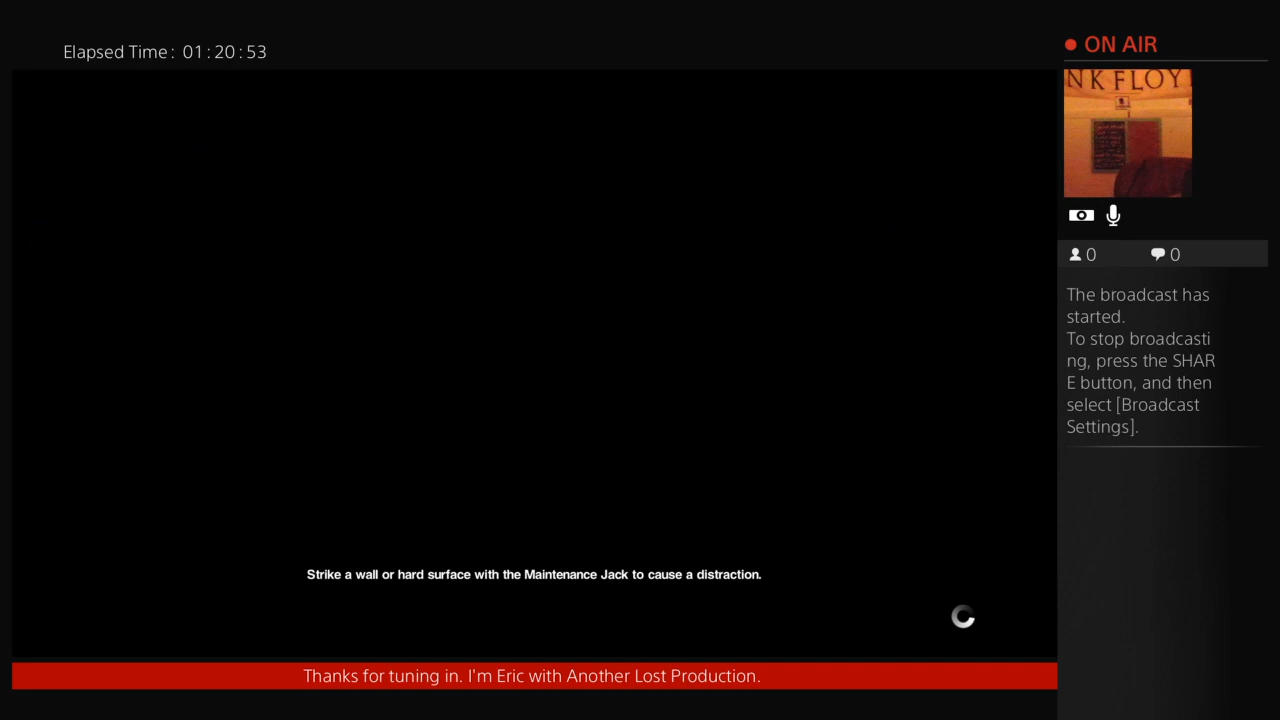 Elapsed Time: 01:20:53
ON AIR
NK FLOY
0 0
The broadcast has
started.
To stop broadcasti
ng, press the SHAR
E button, and then
select [Broadcast
Settings].
Strike a wall or hard surface with the Maintenance Jack to cause a distraction.
Thanks for tuning in. I'm Eric with Another Lost Production.